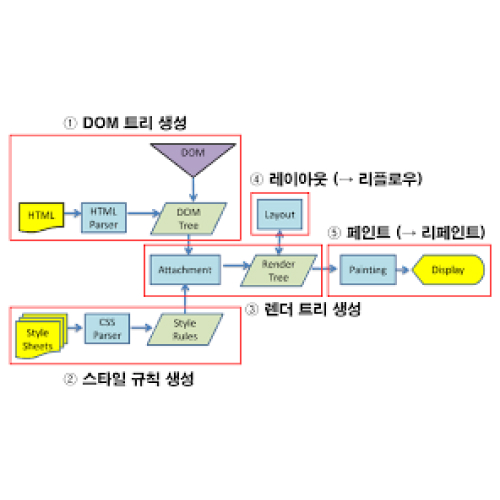 ① DOM 트리 생성
DOM
④ 레이아웃 (→ 리플로우)
HTML
HTML
Parser
DOM
Tree
Layout
⑤ 페인트 (→ 리페인트)
Attachment
Render
Tree
Painting
Display
③ 렌더 트리 생성
Style
Sheets
CSS
Parser
Style
Rules
② 스타일 규칙 생성